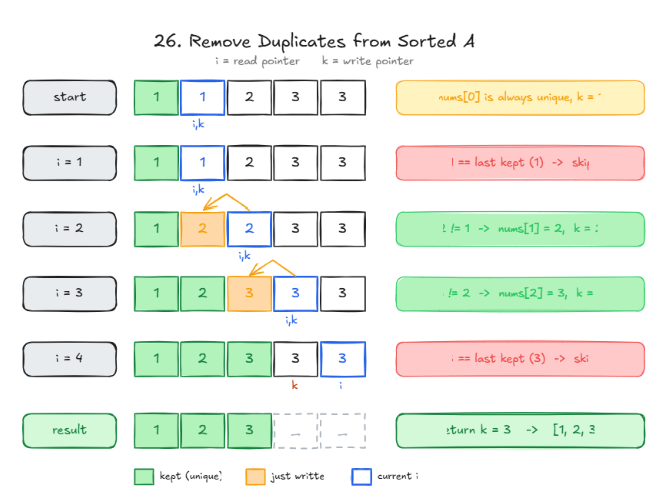 26. Remove Duplicates from Sorted A
i = read pointer k = write pointer
start 1 1 2 3 3 nums[0] is always unique, k =
i,k
i = 1 1 1 2 3 3 == last kept (1) -> ski
i,k
i = 2 1 2 2 3 3 != 1 -> nums[1] = 2, k =
i,k
i = 3 1 2 3 3 3 != 2 -> nums[2] = 3, k =
i,k
i = 4 1 2 3 3 3 == last kept (3) -> ski
k i
result 1 2 3 _ _ turn k = 3 -> [1, 2, 3
kept (unique) just writte current i